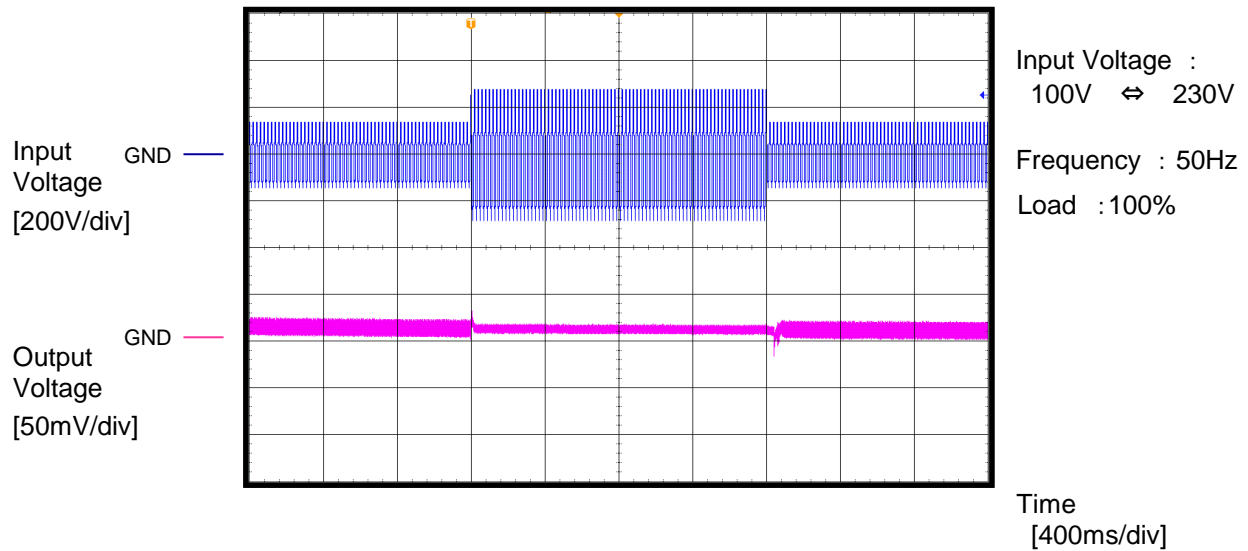 T
Input Voltage :
100V ⇔ 230V
Input
Voltage
[200V/div]
GND
Frequency : 50Hz
Load :100%
GND
Output
Voltage
[50mV/div]
Time
[400ms/div]